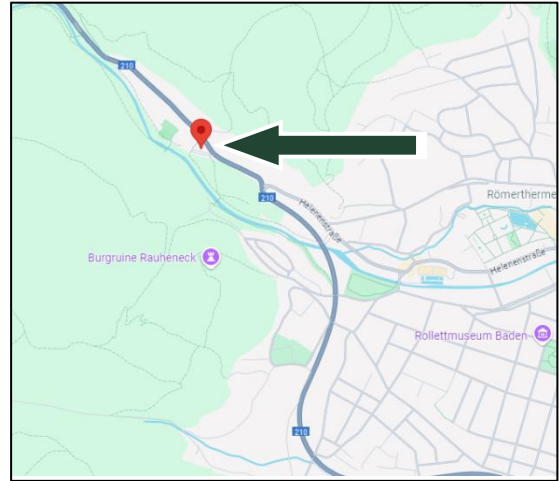 210
210
Helenenstraße
Römertherme
Helenenstraße
Burgruine Rauheneck
Rollettmuseum Baden
210